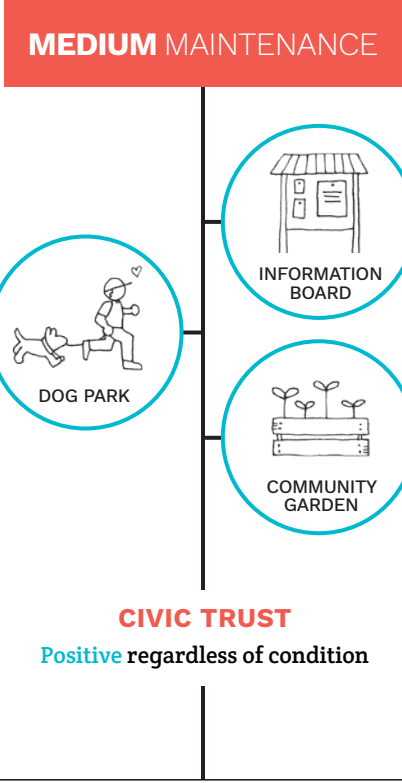 MEDIUM MAINTENANCE
INFORMATION
BOARD
DOG PARK
COMMUNITY
GARDEN
CIVIC TRUST
Positive regardless of condition